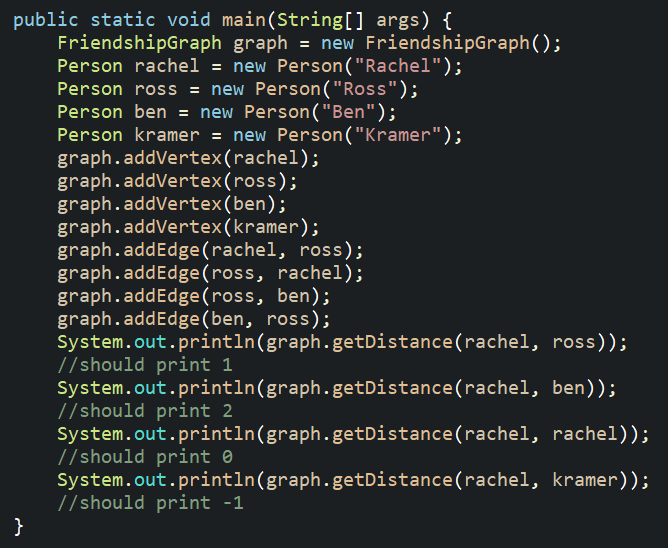 public static void main(String[] args) {
    FriendshipGraph graph = new FriendshipGraph();
    Person rachel = new Person("Rachel");
    Person ross = new Person("Ross");
    Person ben = new Person("Ben");
    Person kramer = new Person("Kramer");
    graph.addVertex(rachel);
    graph.addVertex(ross);
    graph.addVertex(ben);
    graph.addVertex(kramer);
    graph.addEdge(rachel, ross);
    graph.addEdge(ross, rachel);
    graph.addEdge(ross, ben);
    graph.addEdge(ben, ross);
    System.out.println(graph.getDistance(rachel, ross));
    //should print 1
    System.out.println(graph.getDistance(rachel, ben));
    //should print 2
    System.out.println(graph.getDistance(rachel, rachel));
    //should print 0
    System.out.println(graph.getDistance(rachel, kramer));
    //should print -1
}